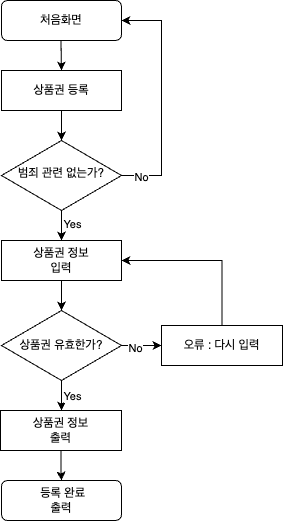 처음화면
상품권 등록
범죄 관련 없는가?
No
Yes
상품권 정보
입력
상품권 유효한가?
No
오류 : 다시 입력
Yes
상품권 정보
출력
등록 완료
출력